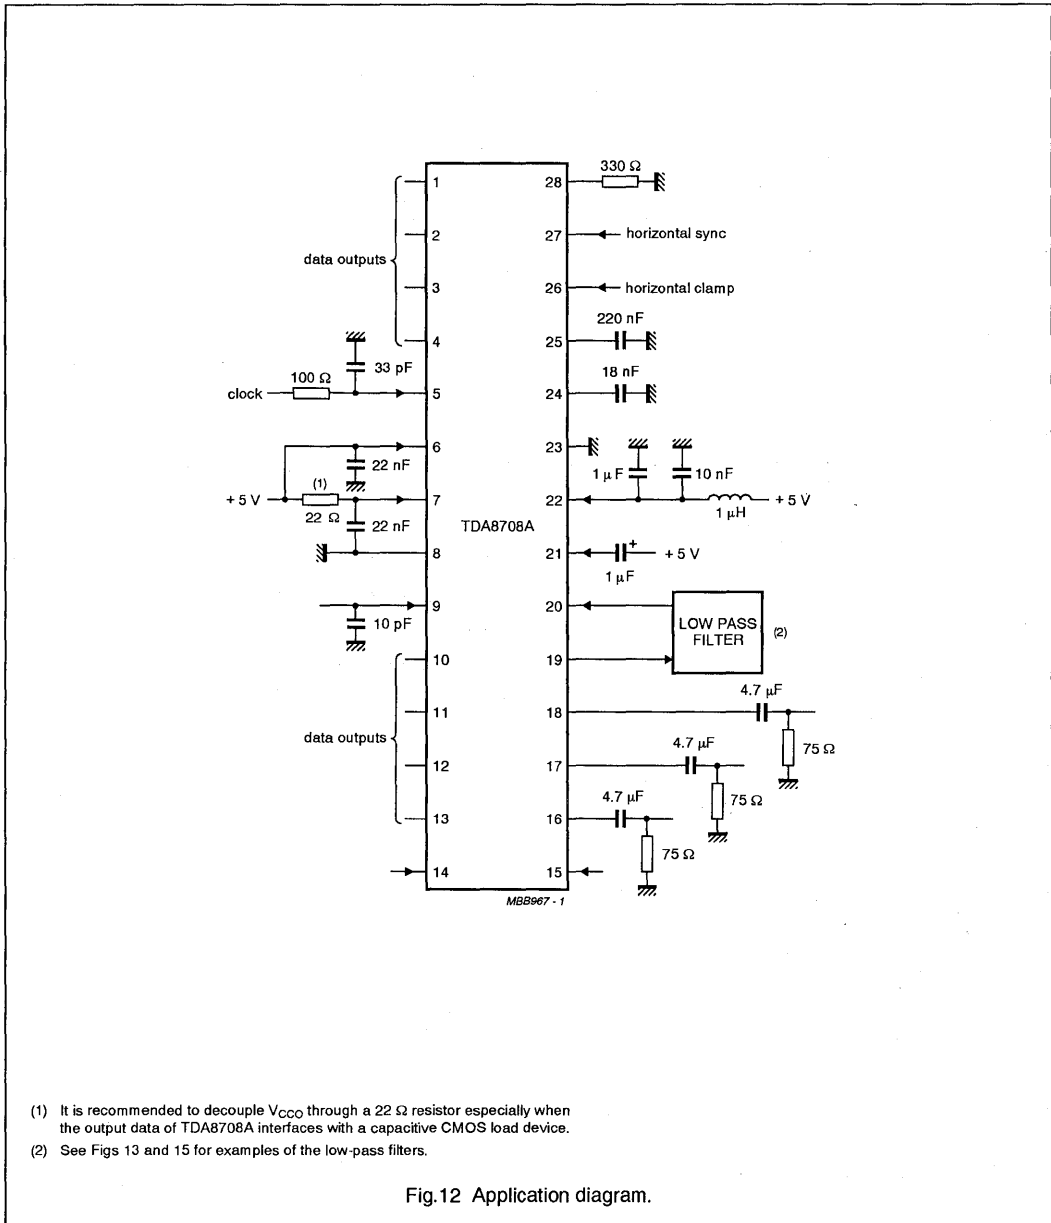 330 Ω
1
28
2
27
horizontal sync
data outputs
3
26
horizontal clamp
220 nF
4
25
33 pF
18 nF
100 Ω
clock
5
24
6
23
22 nF
1 μF
10 nF
(1)
+ 5 V
7
22
+ 5 V
22 Ω
1 μH
22 nF
TDA8708A
8
21
+
+ 5 V
1 μF
9
20
10 pF
LOW PASS
FILTER
(2)
10
19
4.7 μF
11
18
data outputs
4.7 μF
75 Ω
12
17
4.7 μF
75 Ω
13
16
75 Ω
14
15
MBB967 - 1
(1) It is recommended to decouple VCCO through a 22 Ω resistor especially when
the output data of TDA8708A interfaces with a capacitive CMOS load device.
(2) See Figs 13 and 15 for examples of the low-pass filters.
Fig.12 Application diagram.